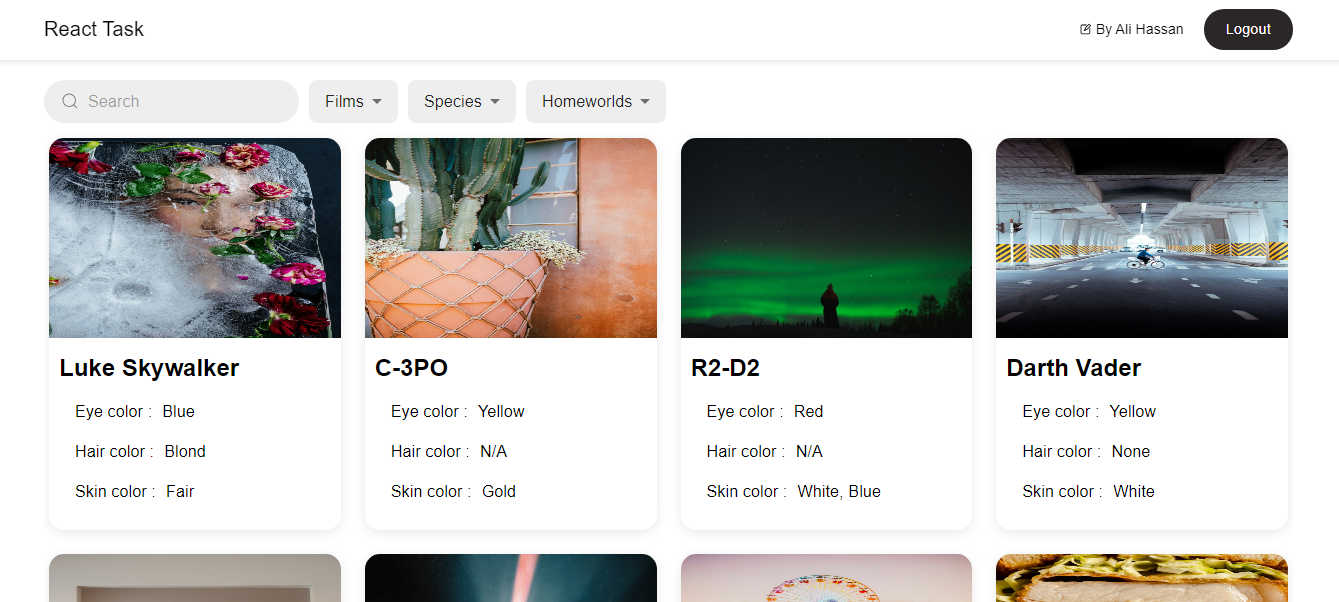 React Task
By Ali Hassan
Logout
Search
Films
Species
Homeworlds
Luke Skywalker
Eye color : Blue
Hair color : Blond
Skin color : Fair
C-3PO
Eye color : Yellow
Hair color : N/A
Skin color : Gold
R2-D2
Eye color : Red
Hair color : N/A
Skin color : White, Blue
Darth Vader
Eye color : Yellow
Hair color : None
Skin color : White